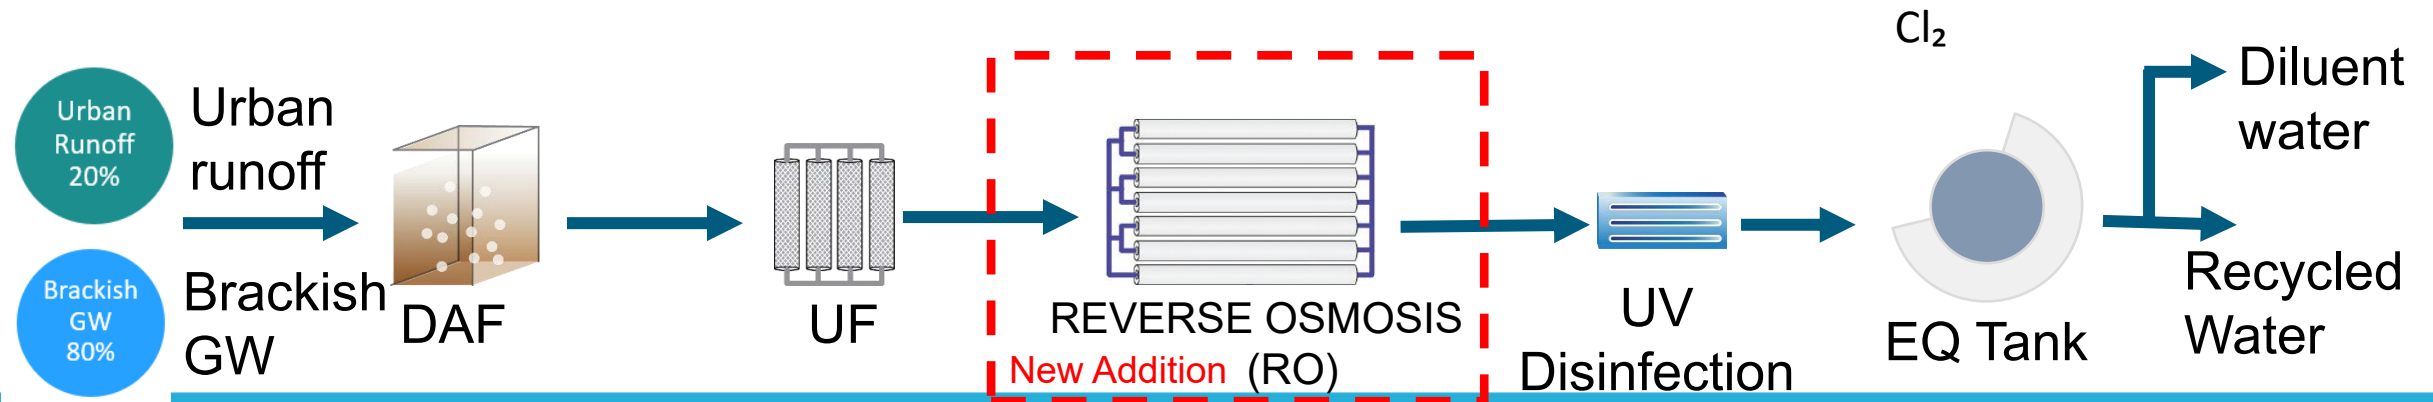 Urban
Runoff
20%
Brackish
GW
80%
Urban
runoff
Brackish
GW
DAF
UF
REVERSE OSMOSIS
New Addition (RO)
UV
Disinfection
Cl₂
EQ Tank
Diluent
water
Recycled
Water